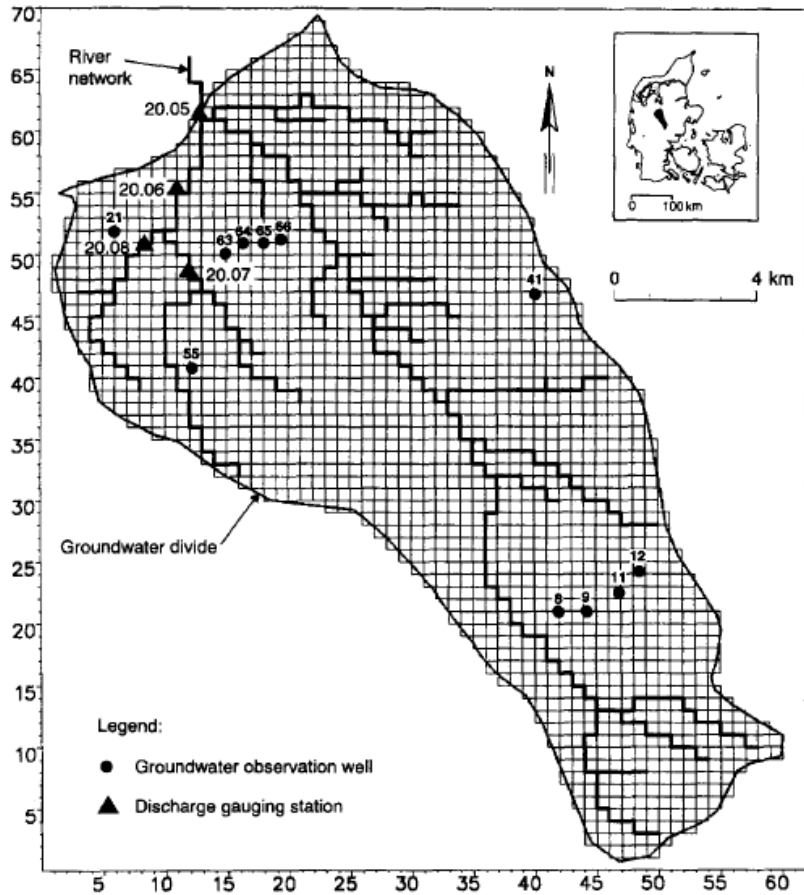 70
65
60
55
50
45
40
35
30
25
20
15
10
5
River
network
20.05
20.06
21
20.08
63
64
65
66
20.07
55
41
N
0 100 km
0 4 km
Groundwater divide
8
9
11
12
Legend:
Groundwater observation well
Discharge gauging station
5 10 15 20 25 30 35 40 45 50 55 60